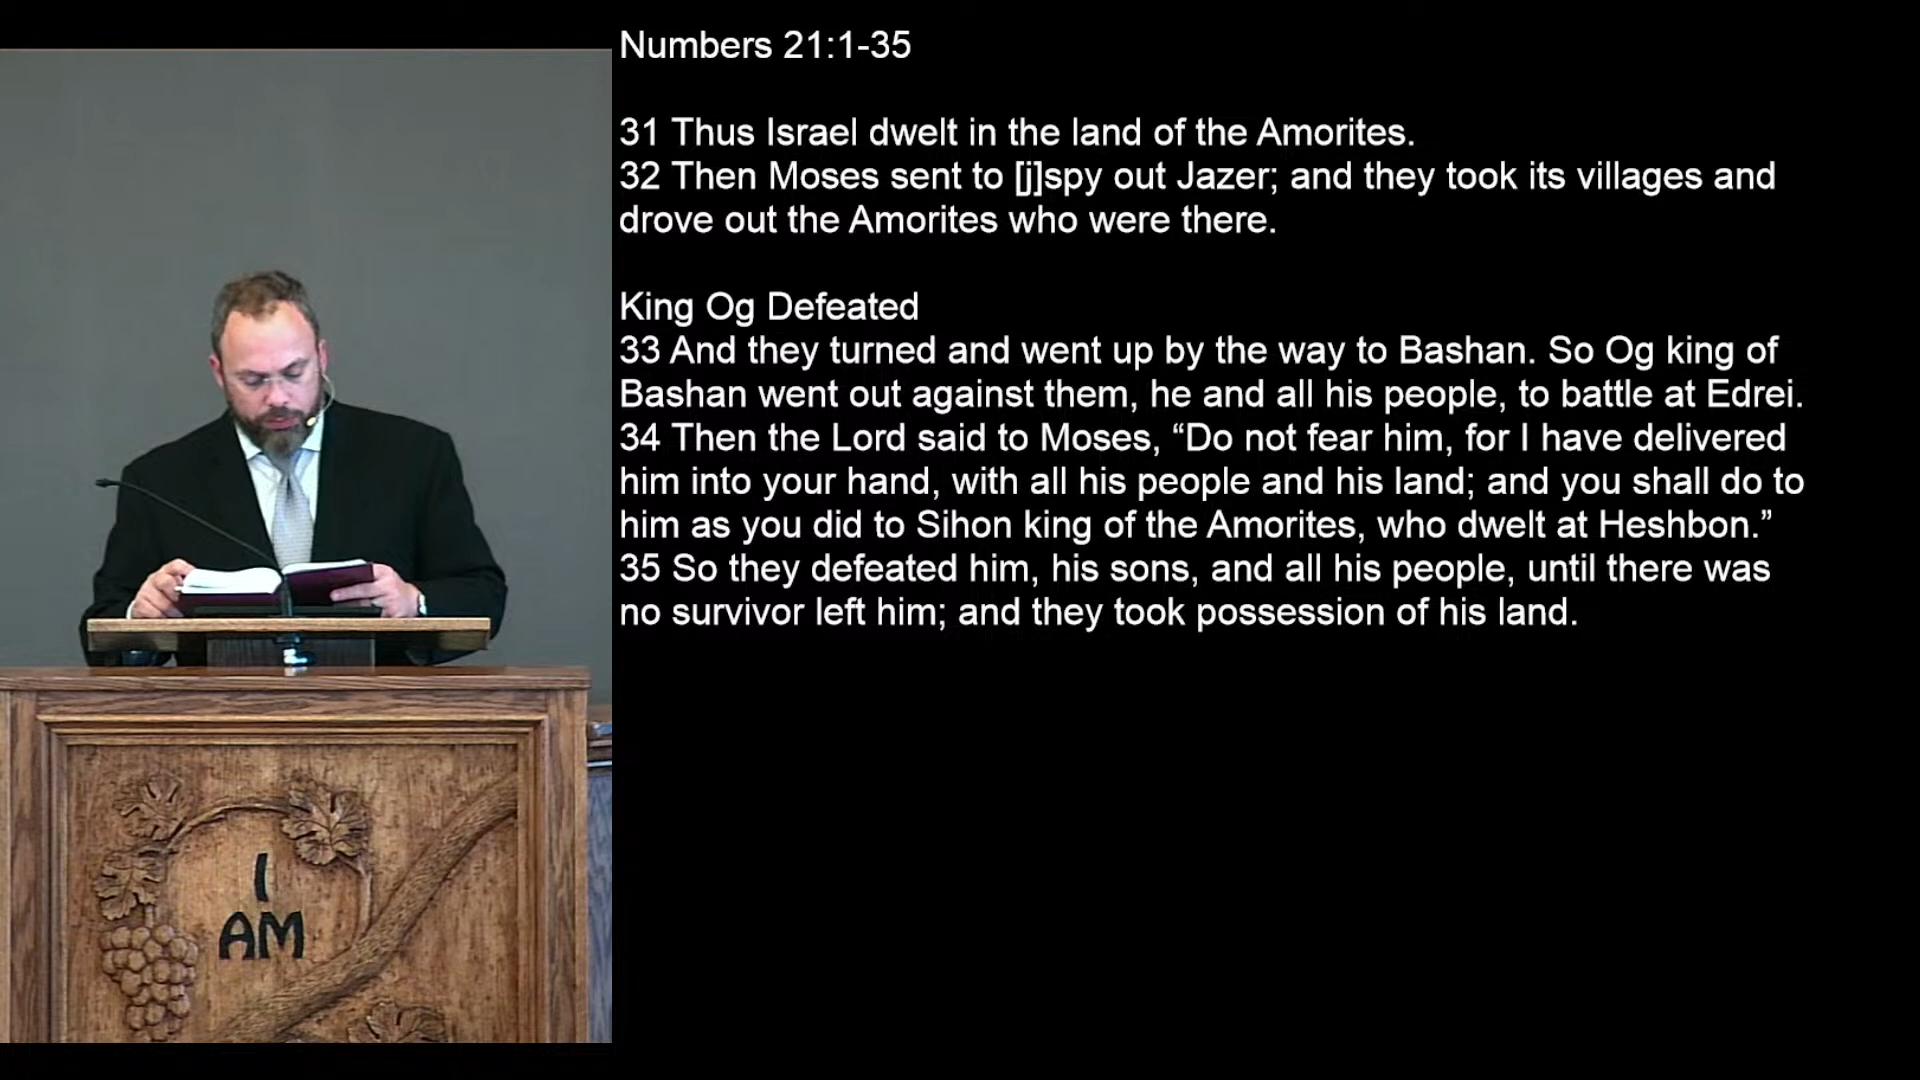 Numbers 21:1-35
31 Thus Israel dwelt in the land of the Amorites.
32 Then Moses sent to [j]spy out Jazer; and they took its villages and
drove out the Amorites who were there.
King Og Defeated
33 And they turned and went up by the way to Bashan. So Og king of
Bashan went out against them, he and all his people, to battle at Edrei.
34 Then the Lord said to Moses, “Do not fear him, for I have delivered
him into your hand, with all his people and his land; and you shall do to
him as you did to Sihon king of the Amorites, who dwelt at Heshbon.”
35 So they defeated him, his sons, and all his people, until there was
no survivor left him; and they took possession of his land.
I
AM